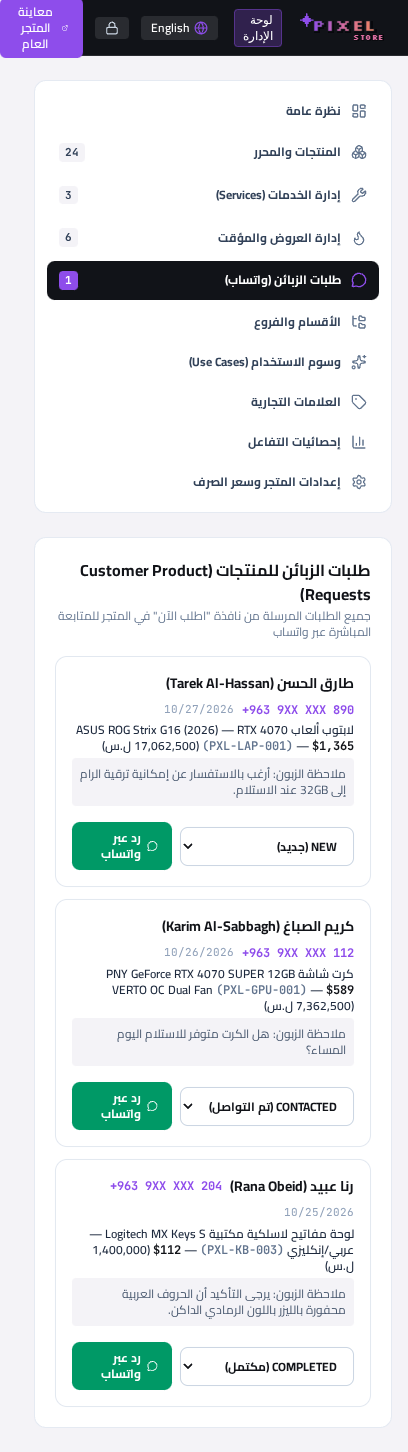 PIXEL
STORE
لوحة
الإدارة
English
معاينة
المتجر
العام
نظرة عامة
المنتجات والمحرر
24
إدارة الخدمات (Services)
3
إدارة العروض والمؤقت
6
طلبات الزبائن (واتساب)
1
الأقسام والفروع
وسوم الاستخدام (Use Cases)
العلامات التجارية
إحصائيات التفاعل
إعدادات المتجر وسعر الصرف
طلبات الزبائن للمنتجات (Customer Product
Requests)
جميع الطلبات المرسلة من نافذة "اطلب الآن" في المتجر للمتابعة
المباشرة عبر واتساب
طارق الحسن (Tarek Al-Hassan)
+963 9XX XXX 890 10/27/2026
لابتوب ألعاب ASUS ROG Strix G16 (2026) — RTX 4070
(PXL-LAP-001) — $1,365 (17,062,500 ل.س)
ملاحظة الزبون: أرغب بالاستفسار عن إمكانية ترقية الرام
إلى 32GB عند الاستلام.
NEW (جديد)
رد عبر
واتساب
كريم الصباغ (Karim Al-Sabbagh)
+963 9XX XXX 112 10/26/2026
كرت شاشة PNY GeForce RTX 4070 SUPER 12GB
VERTO OC Dual Fan (PXL-GPU-001) — $589
(7,362,500 ل.س)
ملاحظة الزبون: هل الكرت متوفر للاستلام اليوم
المساء؟
CONTACTED (تم التواصل)
رد عبر
واتساب
رنا عبيد (Rana Obeid) +963 9XX XXX 204
10/25/2026
لوحة مفاتيح لاسلكية مكتبية Logitech MX Keys S —
عربي/إنكليزي (PXL-KB-003) — $112 (1,400,000
ل.س)
ملاحظة الزبون: يرجى التأكيد أن الحروف العربية
محفورة بالليزر باللون الرمادي الداكن.
COMPLETED (مكتمل)
رد عبر
واتساب